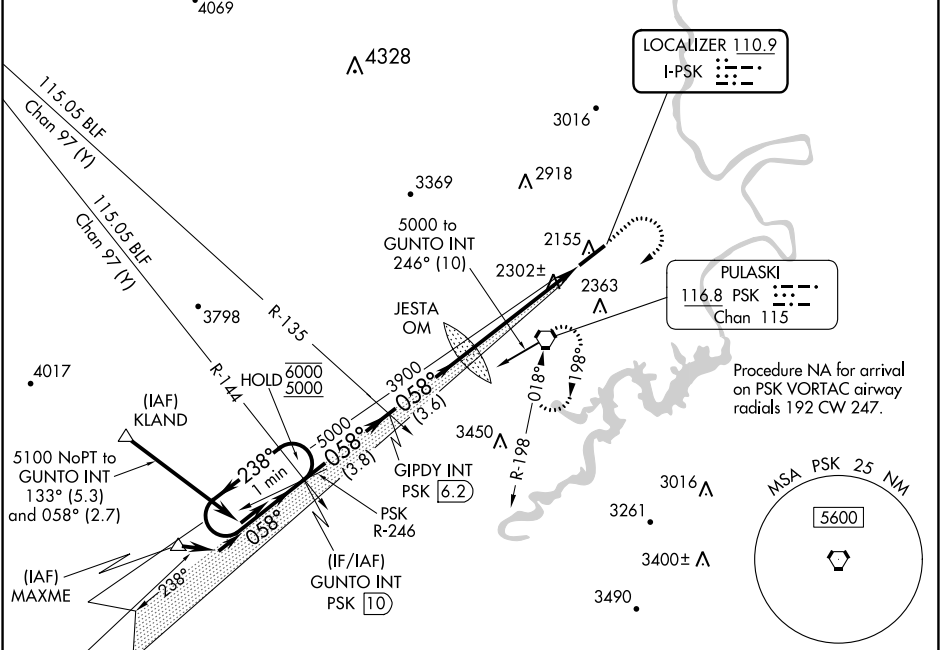 4069
4328
LOCALIZER 110.9
I-PSK
115.05 BLF
Chan 97 (Y)
3016
3369
2918
115.05 BLF
Chan 97 (Y)
5000 to
GUNTO INT
246° (10)
2155
2302±
2363
PULASKI
116.8 PSK
Chan 115
3798
R-135
JESTA
OM
4017
R-144
HOLD 6000
5000
3900
058°
(3.6)
018°
198°
Procedure NA for arrival
on PSK VORTAC airway
radials 192 CW 247.
(IAF)
KLAND
5100 NoPT to
GUNTO INT
133° (5.3)
and 058° (2.7)
238°
1 min
5000
058°
(3.8)
3450
R-198
GIPDY INT
PSK 6.2
PSK
R-246
058°
3016
3261
3400±
3490
MSA PSK 25 NM
5600
(IAF)
MAXME
238°
(IF/IAF)
GUNTO INT
PSK 10